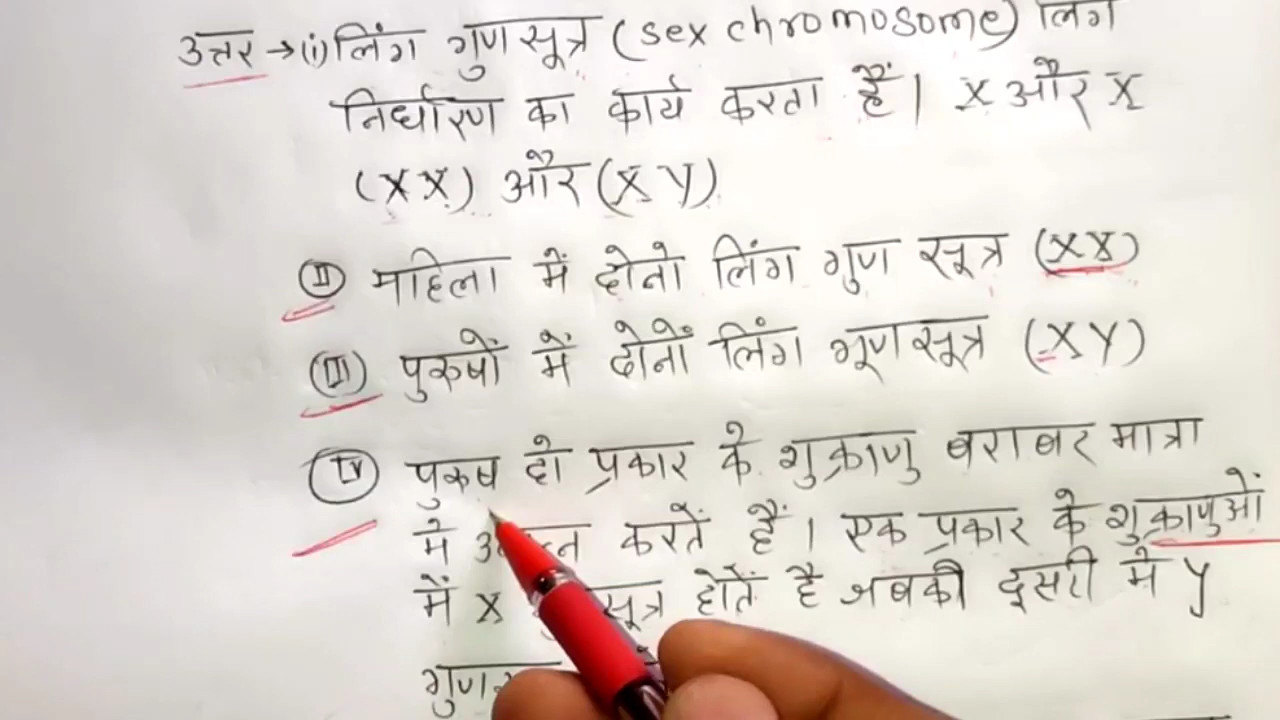 उत्तर → (i) लिंग गुणसूत्र (sex chromosome) लिंग
निर्धारण का कार्य करता हैं। X और X
(XX) और (XY)
(II) महिला में दोनो लिंग गुण सूत्र (XX)
(III) पुरुषों में दोनों लिंग गूणसूत्र (XY)
(IV) पुरुष दो प्रकार के शुक्राणु बराबर मात्रा
मे करतें हैं। एक प्रकार के शुक्राणुओं
में X सूत्र होतें है जबकी दूसरी मे Y